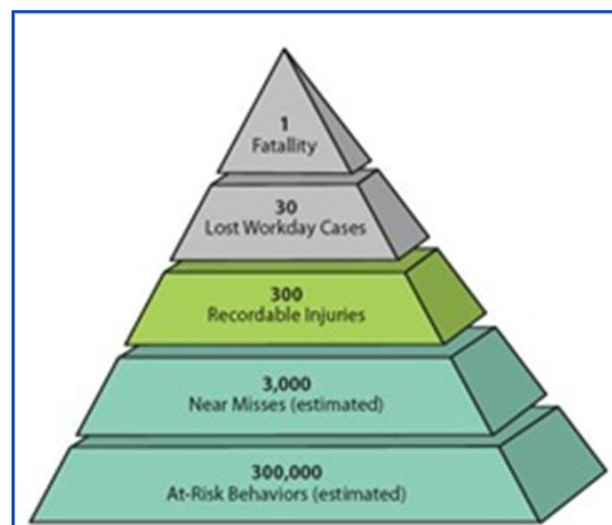 1
Fatallity
30
Lost Workday Cases
300
Recordable Injuries
3,000
Near Misses (estimated)
300,000
At-Risk Behaviors (estimated)